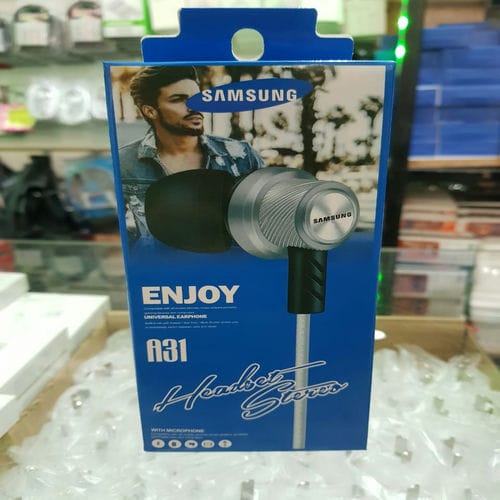 SAMSUNG
SAMSUNG
ENJOY
UNIVERSAL EARPHONE
A31
Headset
Stereo
WITH MICROPHONE